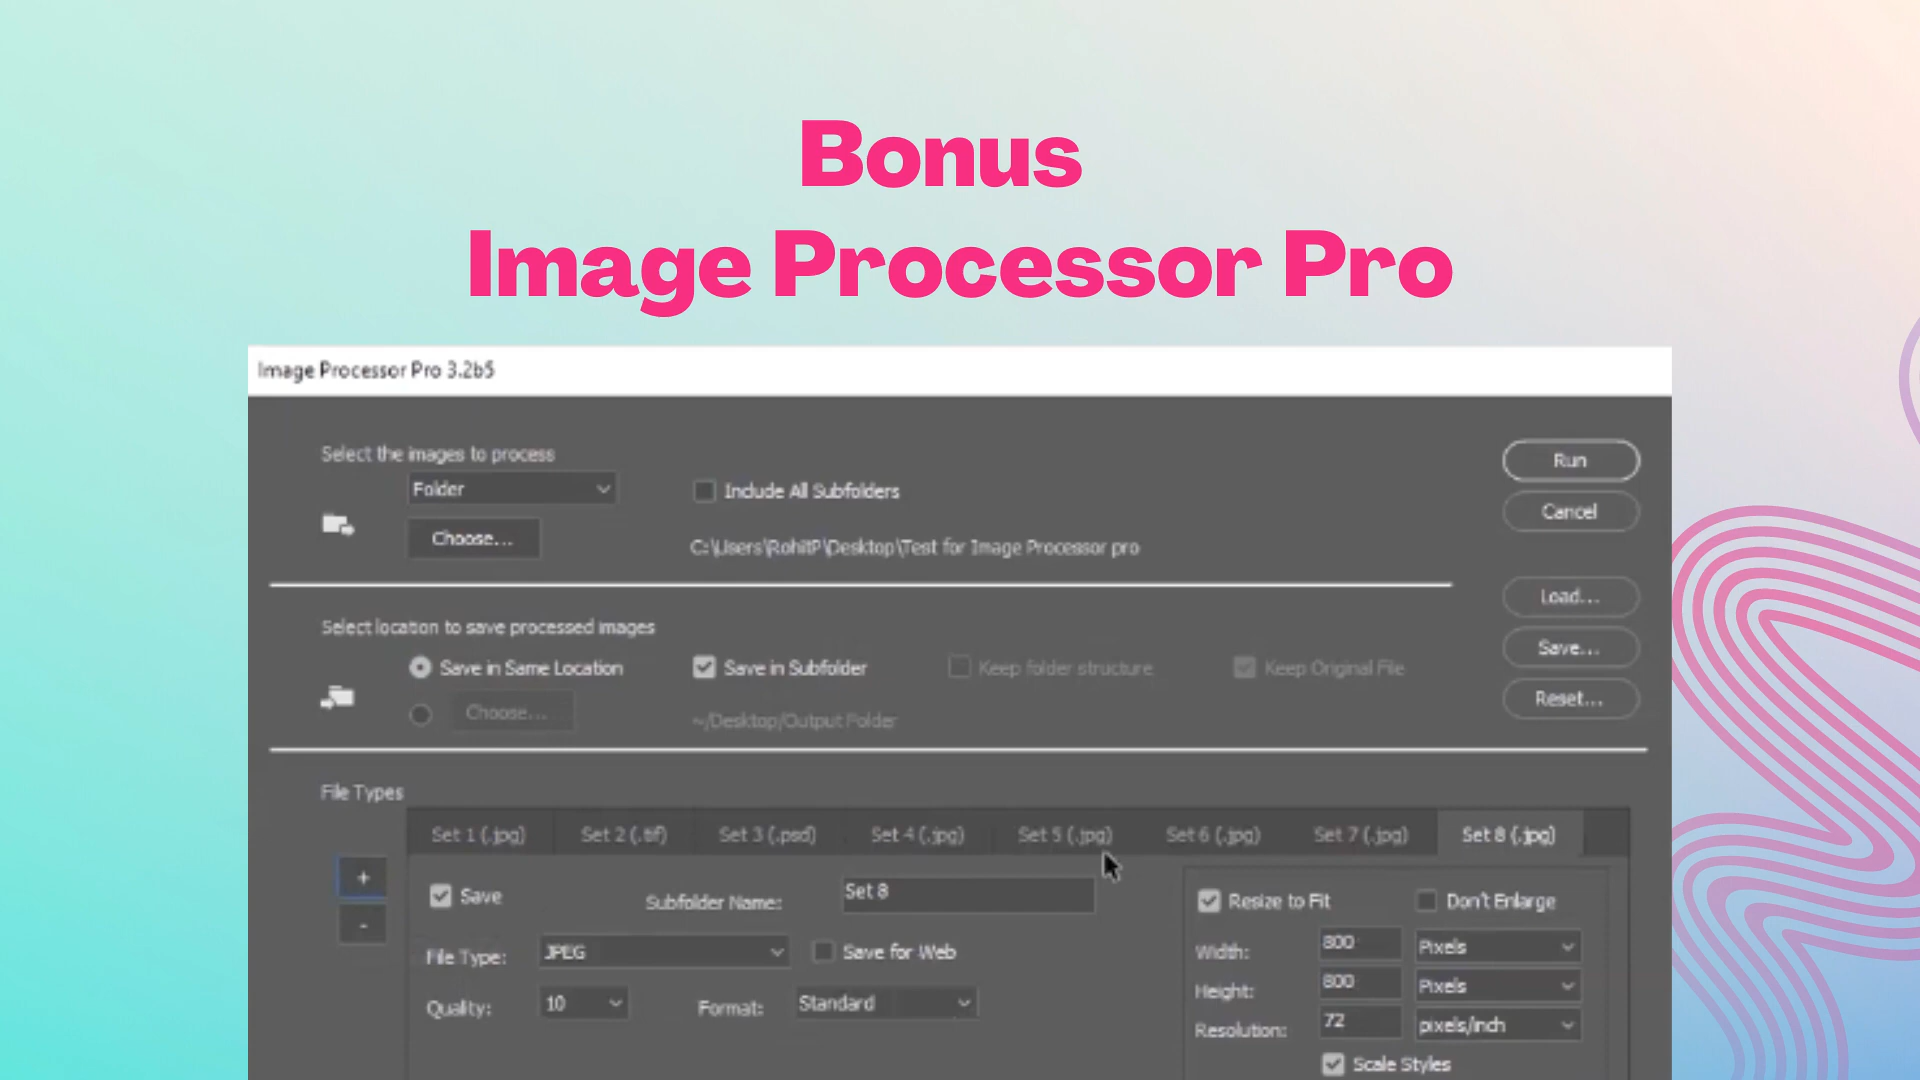 Bonus
Image Processor Pro
Image Processor Pro 3.2b5
Select the images to process
Folder
Include All Subfolders
Run
Choose...
C:\Users\RohitP\Desktop\Test for Image Processor pro
Cancel
Load...
Select location to save processed images
Save in Same Location
Save in Subfolder
Keep folder structure
Keep Original File
Save...
Choose...
~/Desktop/Output Folder
Reset...
File Types
Set 1 (.jpg)
Set 2 (.tif)
Set 3 (.psd)
Set 4 (.jpg)
Set 5 (.jpg)
Set 6 (.jpg)
Set 7 (.jpg)
Set 8 (.jpg)
+
-
Save
Subfolder Name:
Set 8
Resize to Fit
Don't Enlarge
File Type:
JPEG
Save for Web
Width:
800
Pixels
Height:
800
Pixels
Quality:
10
Format:
Standard
Resolution:
72
pixels/inch
Scale Styles